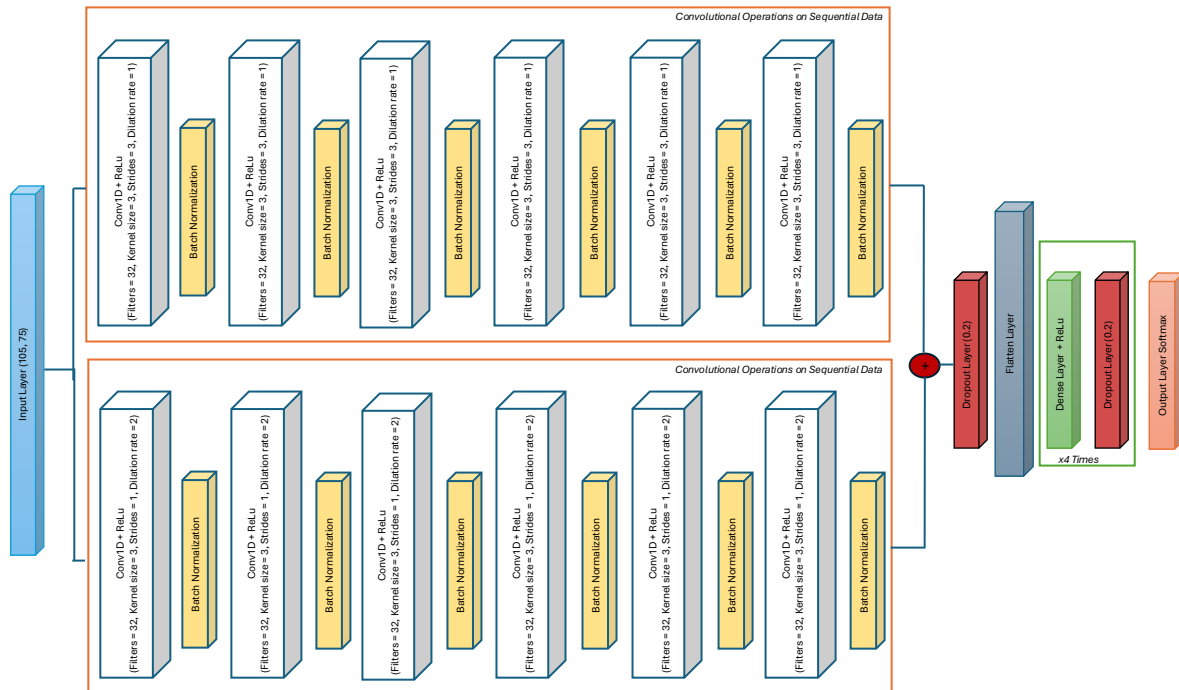 Input Layer (105, 75)
Convolutional Operations on Sequential Data
Conv1D + ReLu
(Filters = 32, Kernel size = 3, Strides = 3, Dilation rate = 1)
Batch Normalization
Conv1D + ReLu
(Filters = 32, Kernel size = 3, Strides = 3, Dilation rate = 1)
Batch Normalization
Conv1D + ReLu
(Filters = 32, Kernel size = 3, Strides = 3, Dilation rate = 1)
Batch Normalization
Conv1D + ReLu
(Filters = 32, Kernel size = 3, Strides = 3, Dilation rate = 1)
Batch Normalization
Conv1D + ReLu
(Filters = 32, Kernel size = 3, Strides = 3, Dilation rate = 1)
Batch Normalization
Conv1D + ReLu
(Filters = 32, Kernel size = 3, Strides = 3, Dilation rate = 1)
Batch Normalization
Convolutional Operations on Sequential Data
Conv1D + ReLu
(Filters = 32, Kernel size = 3, Strides = 1, Dilation rate = 2)
Batch Normalization
Conv1D + ReLu
(Filters = 32, Kernel size = 3, Strides = 1, Dilation rate = 2)
Batch Normalization
Conv1D + ReLu
(Filters = 32, Kernel size = 3, Strides = 1, Dilation rate = 2)
Batch Normalization
Conv1D + ReLu
(Filters = 32, Kernel size = 3, Strides = 1, Dilation rate = 2)
Batch Normalization
Conv1D + ReLu
(Filters = 32, Kernel size = 3, Strides = 1, Dilation rate = 2)
Batch Normalization
Conv1D + ReLu
(Filters = 32, Kernel size = 3, Strides = 1, Dilation rate = 2)
Batch Normalization
+
Dropout Layer (0.2)
Flatten Layer
Dense Layer + ReLu
Dropout Layer (0.2)
x4 Times
Output Layer Softmax